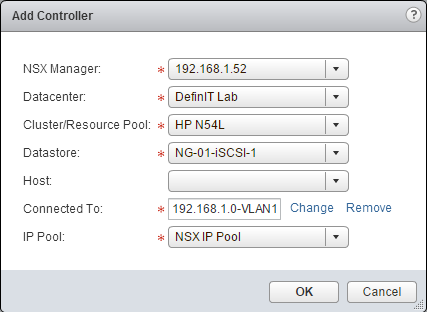 Add Controller ?
NSX Manager: * 192.168.1.52
Datacenter: * DefinIT Lab
Cluster/Resource Pool: * HP N54L
Datastore: * NG-01-iSCSI-1
Host:
Connected To: * 192.168.1.0-VLAN1 Change Remove
IP Pool: * NSX IP Pool
OK Cancel